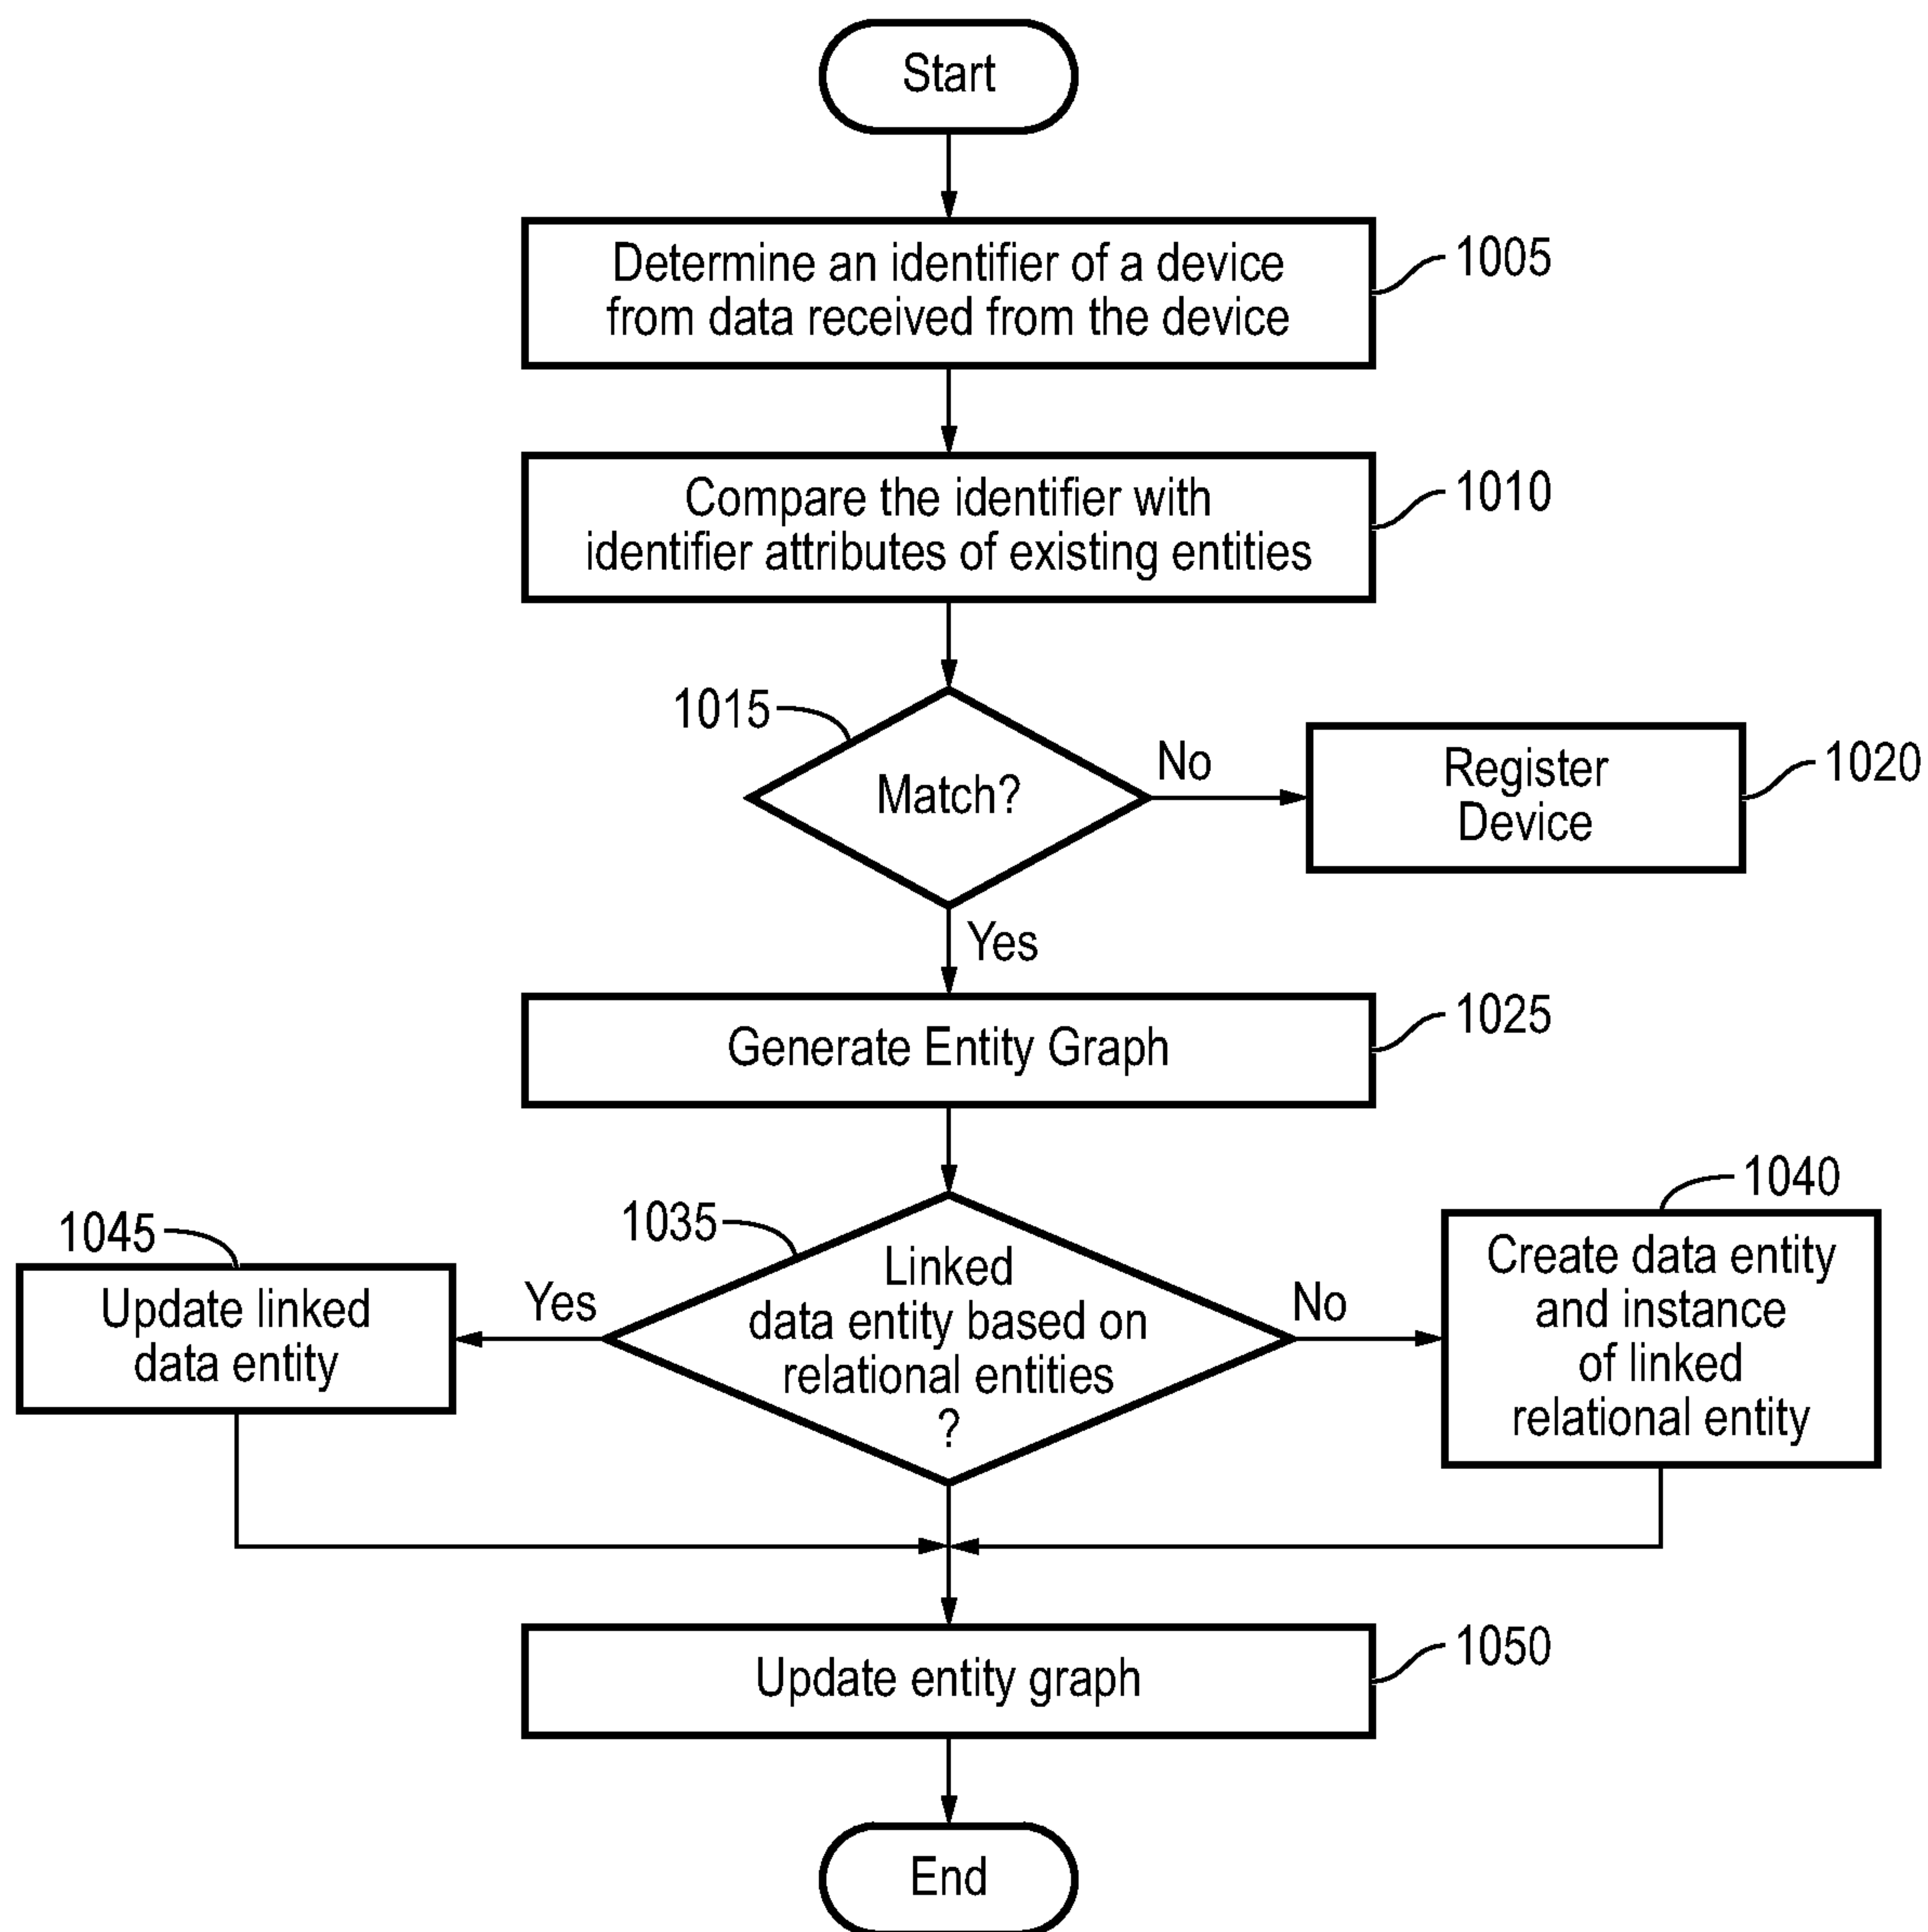 Start
Determine an identifier of a device
from data received from the device
1005
Compare the identifier with
identifier attributes of existing entities
1010
1015
Match?
No
Register
Device
1020
Yes
Generate Entity Graph
1025
1035
Linked
data entity based on
relational entities
?
Yes
1045
Update linked
data entity
No
1040
Create data entity
and instance
of linked
relational entity
Update entity graph
1050
End